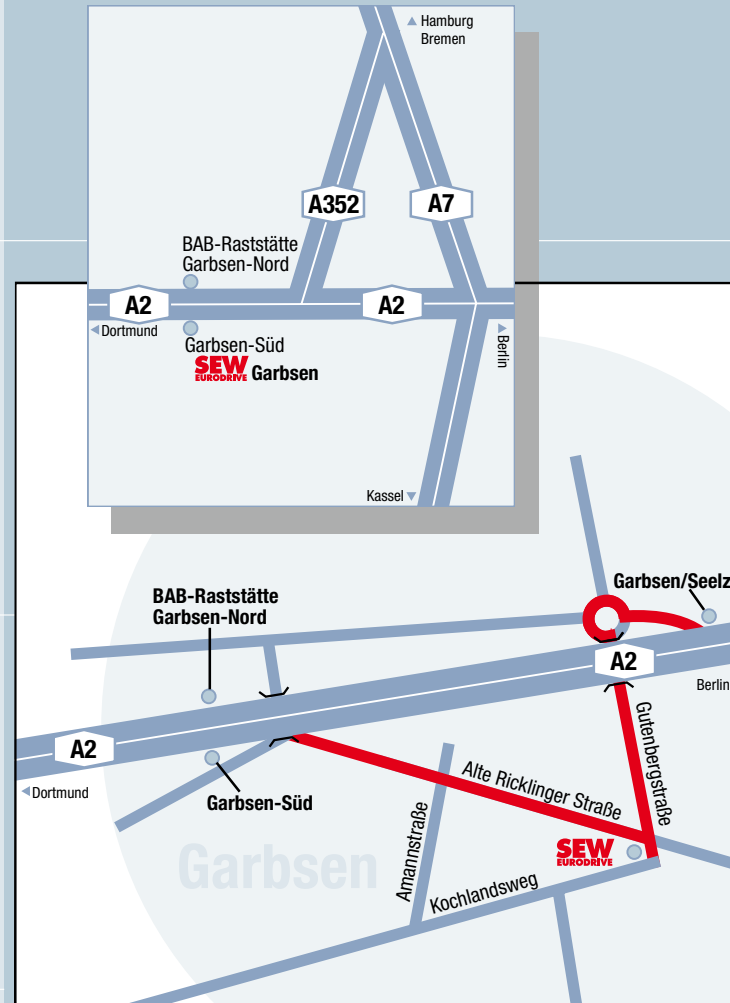 Hamburg
Bremen
A352
A7
BAB-Raststätte
Garbsen-Nord
A2
A2
Dortmund
Garbsen-Süd
SEW
EURODRIVE
Garbsen
Berlin
Kassel
BAB-Raststätte
Garbsen-Nord
Garbsen/Seelz
A2
Berlin
A2
Dortmund
Garbsen-Süd
Gutenbergstraße
Alte Ricklinger Straße
Amannstraße
SEW
EURODRIVE
Garbsen
Kochlandsweg